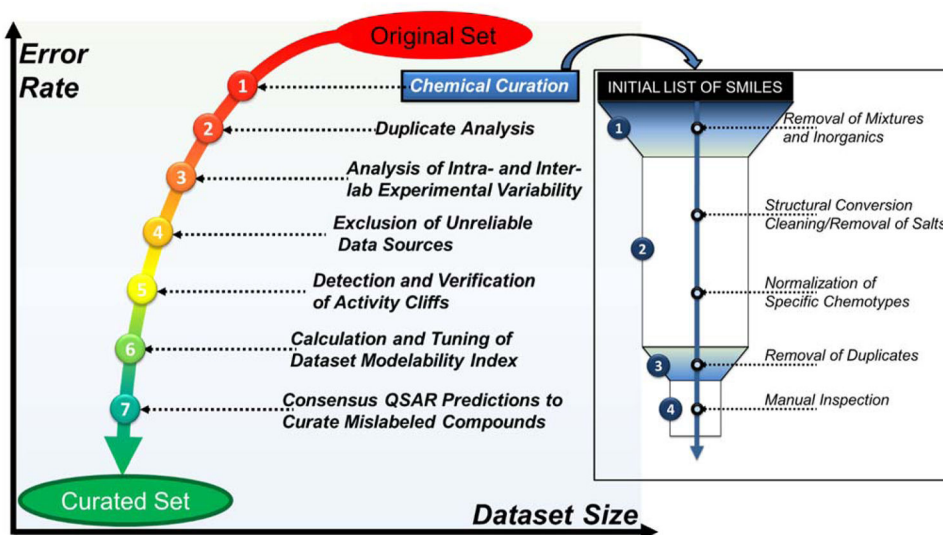 Error
Rate
Original Set
1
Chemical Curation
2
Duplicate Analysis
3
Analysis of Intra- and Inter-
lab Experimental Variability
4
Exclusion of Unreliable
Data Sources
5
Detection and Verification
of Activity Cliffs
6
Calculation and Tuning of
Dataset Modelability Index
7
Consensus QSAR Predictions to
Curate Mislabeled Compounds
Curated Set
Dataset Size
INITIAL LIST OF SMILES
1
Removal of Mixtures
and Inorganics
Structural Conversion
Cleaning/Removal of Salts
2
Normalization of
Specific Chemotypes
3
Removal of Duplicates
4
Manual Inspection